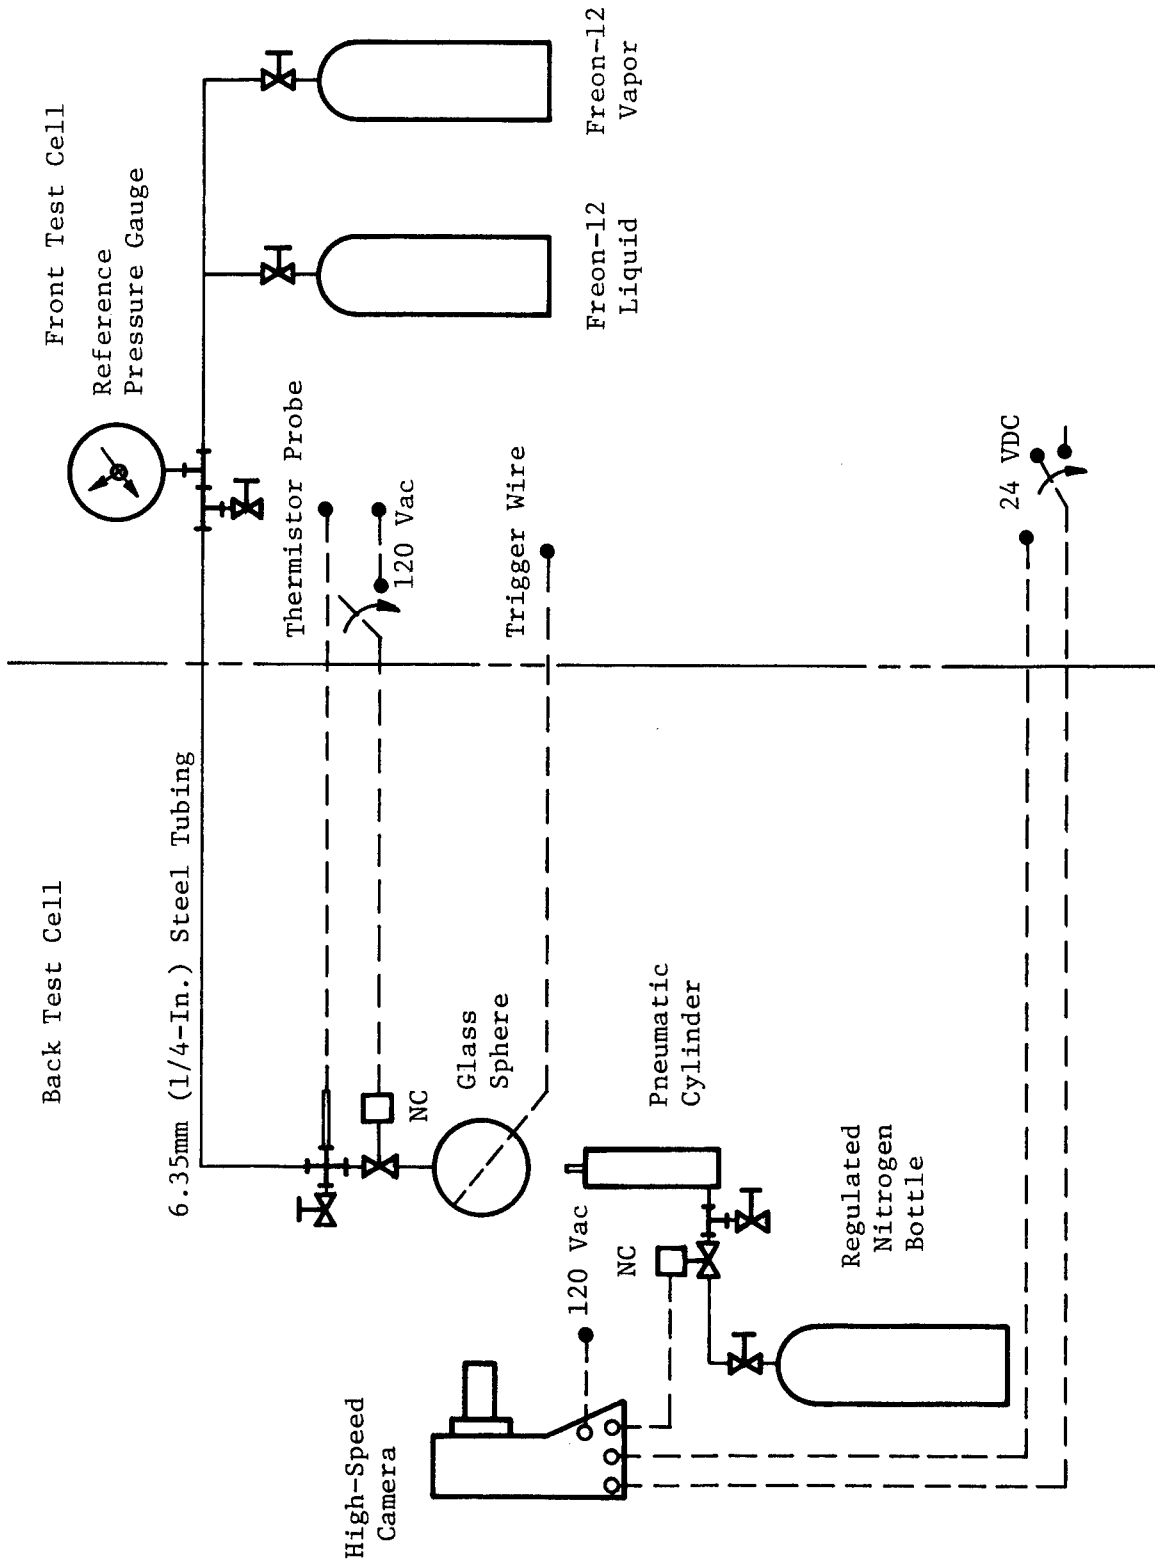 Back Test Cell
Front Test Cell
Reference
Pressure Gauge
6.35mm (1/4-In.) Steel Tubing
Thermistor Probe
120 Vac
NC
Glass
Sphere
Trigger Wire
Freon-12
Liquid
Freon-12
Vapor
High-Speed
Camera
120 Vac
NC
Pneumatic
Cylinder
Regulated
Nitrogen
Bottle
24 VDC